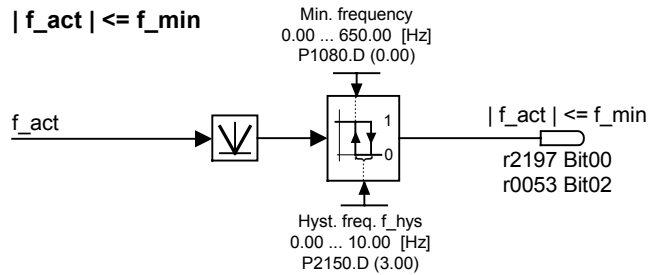 | f_act | <= f_min
Min. frequency
0.00 ... 650.00 [Hz]
P1080.D (0.00)
f_act
1
0
| f_act | <= f_min
r2197 Bit00
r0053 Bit02
Hyst. freq. f_hys
0.00 ... 10.00 [Hz]
P2150.D (3.00)